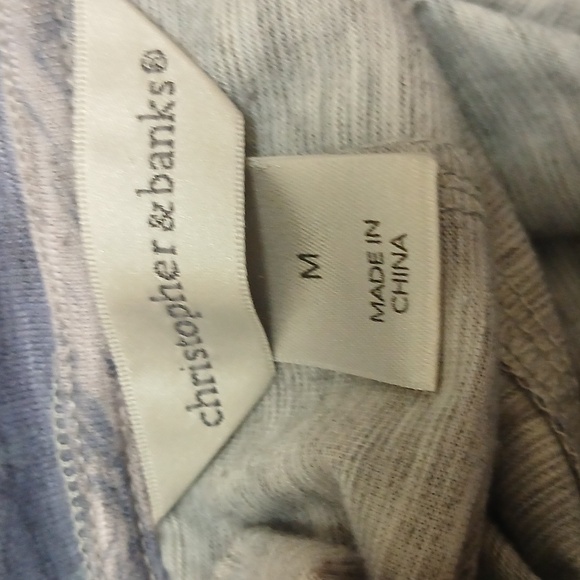 christopher & banks®
M
MADE IN
CHINA